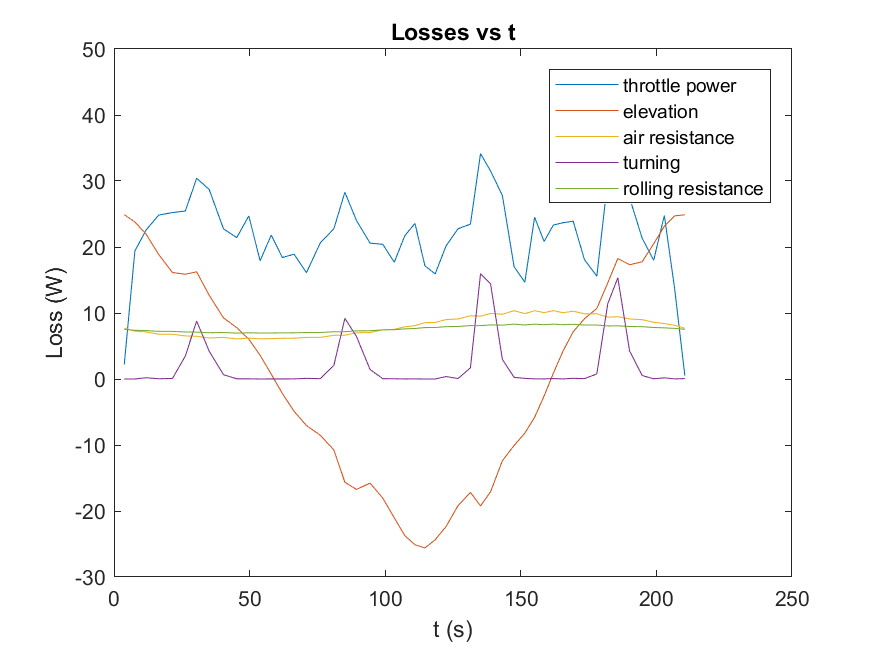 Losses vs t
50
40
30
20
10
0
-10
-20
-30
Loss (W)
throttle power
elevation
air resistance
turning
rolling resistance
0
50
100
150
200
250
t (s)